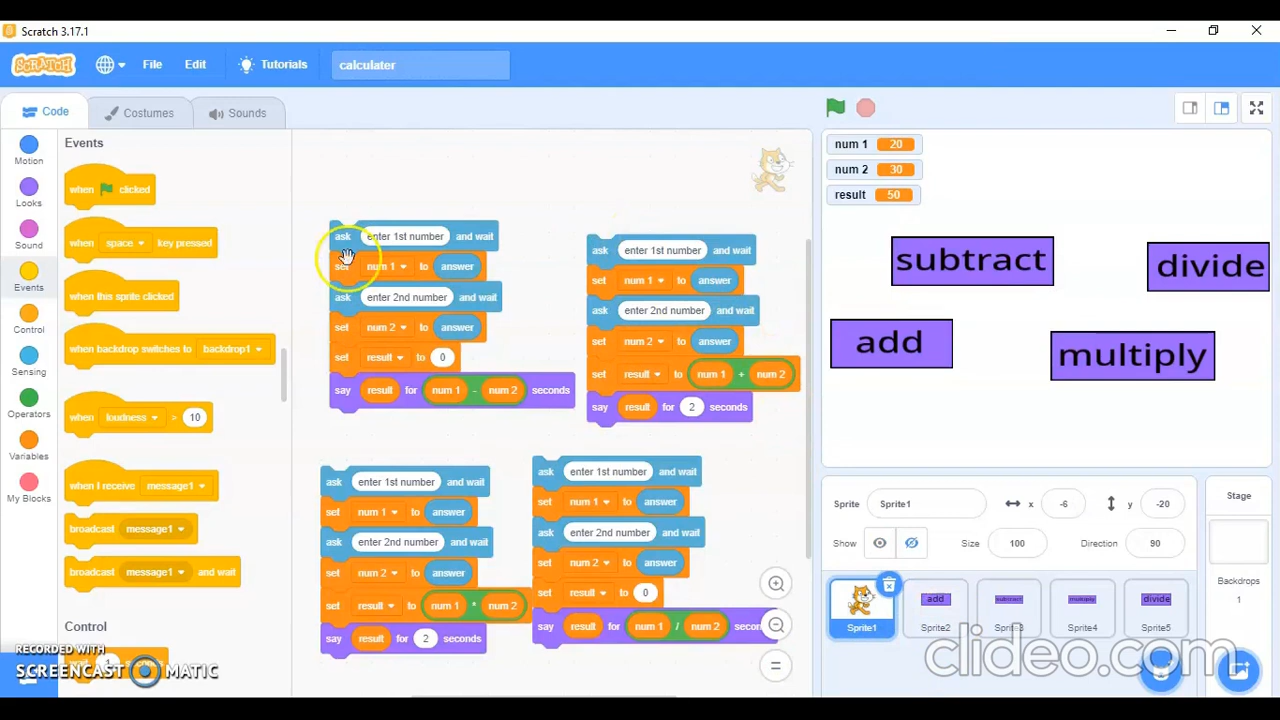 Scratch 3.17.1
SCRATCH File Edit Tutorials calculater
Code Costumes Sounds
Motion
Looks
Sound
Events
Control
Sensing
Operators
Variables
My Blocks
Events
when clicked
when space key pressed
when this sprite clicked
when backdrop switches to backdrop1
when loudness > 10
when I receive message1
broadcast message1
broadcast message1 and wait
Control
ask enter 1st number and wait
set num 1 to answer
ask enter 2nd number and wait
set num 2 to answer
set result to 0
say result for num 1 - num 2 seconds
ask enter 1st number and wait
set num 1 to answer
ask enter 2nd number and wait
set num 2 to answer
set result to num 1 + num 2
say result for 2 seconds
ask enter 1st number and wait
set num 1 to answer
ask enter 2nd number and wait
set num 2 to answer
set result to num 1 * num 2
say result for 2 seconds
ask enter 1st number and wait
set num 1 to answer
ask enter 2nd number and wait
set num 2 to answer
set result to 0
say result for num 1 / num 2
num 1 20
num 2 30
result 50
subtract
divide
add
multiply
Sprite Sprite1 x -6 y -20
Show Size 100 Direction 90
Stage
Backdrops
1
Sprite1
add
Sprite2
subtract
Sprite3
multiply
Sprite4
divide
Sprite5
RECORDED WITH
SCREENCAST MATIC
clideo.com